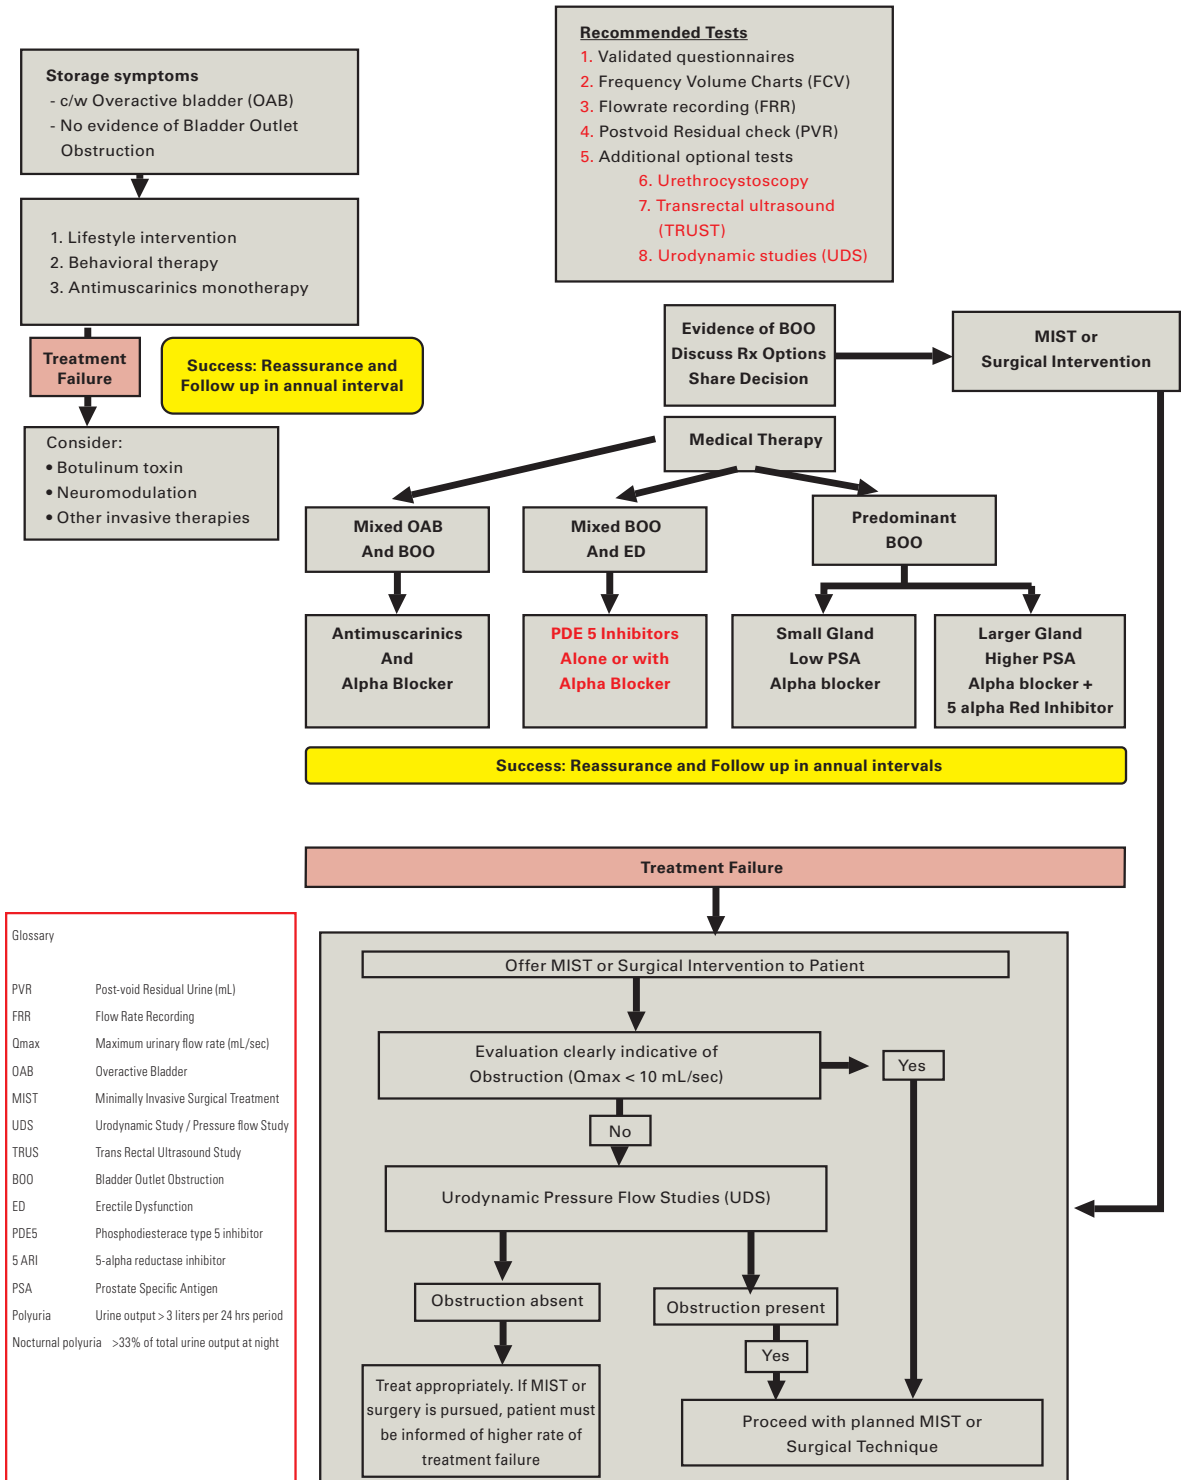 Storage symptoms
- c/w Overactive bladder (OAB)
- No evidence of Bladder Outlet
Obstruction
1. Lifestyle intervention
2. Behavioral therapy
3. Antimuscarinics monotherapy
Treatment
Failure
Success: Reassurance and
Follow up in annual interval
Consider:
• Botulinum toxin
• Neuromodulation
• Other invasive therapies
Recommended Tests
1. Validated questionnaires
2. Frequency Volume Charts (FCV)
3. Flowrate recording (FRR)
4. Postvoid Residual check (PVR)
5. Additional optional tests
6. Urethrocystoscopy
7. Transrectal ultrasound
(TRUST)
8. Urodynamic studies (UDS)
Evidence of BOO
Discuss Rx Options
Share Decision
MIST or
Surgical Intervention
Medical Therapy
Mixed OAB
And BOO
Mixed BOO
And ED
Predominant
BOO
Antimuscarinics
And
Alpha Blocker
PDE 5 Inhibitors
Alone or with
Alpha Blocker
Small Gland
Low PSA
Alpha blocker
Larger Gland
Higher PSA
Alpha blocker +
5 alpha Red Inhibitor
Success: Reassurance and Follow up in annual intervals
Treatment Failure
Offer MIST or Surgical Intervention to Patient
Evaluation clearly indicative of
Obstruction (Qmax < 10 mL/sec)
Yes
No
Urodynamic Pressure Flow Studies (UDS)
Obstruction absent
Obstruction present
Yes
Treat appropriately. If MIST or
surgery is pursued, patient must
be informed of higher rate of
treatment failure
Proceed with planned MIST or
Surgical Technique
Glossary
PVR Post-void Residual Urine (mL)
FRR Flow Rate Recording
Qmax Maximum urinary flow rate (mL/sec)
OAB Overactive Bladder
MIST Minimally Invasive Surgical Treatment
UDS Urodynamic Study / Pressure flow Study
TRUS Trans Rectal Ultrasound Study
BOO Bladder Outlet Obstruction
ED Erectile Dysfunction
PDE5 Phosphodiesterace type 5 inhibitor
5 ARI 5-alpha reductase inhibitor
PSA Prostate Specific Antigen
Polyuria Urine output > 3 liters per 24 hrs period
Nocturnal polyuria >33% of total urine output at night